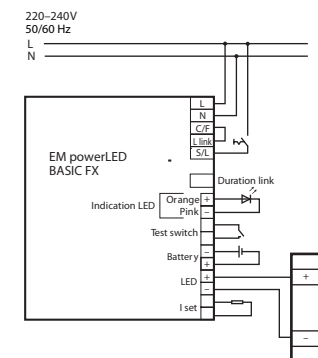 220–240V
50/60 Hz
L
N
L
N
C/F
L link
S/L
EM powerLED
BASIC FX
Duration link
Indication LED
Orange +
Pink –
Test switch
Battery
–
+
LED
+
–
I set
+
–